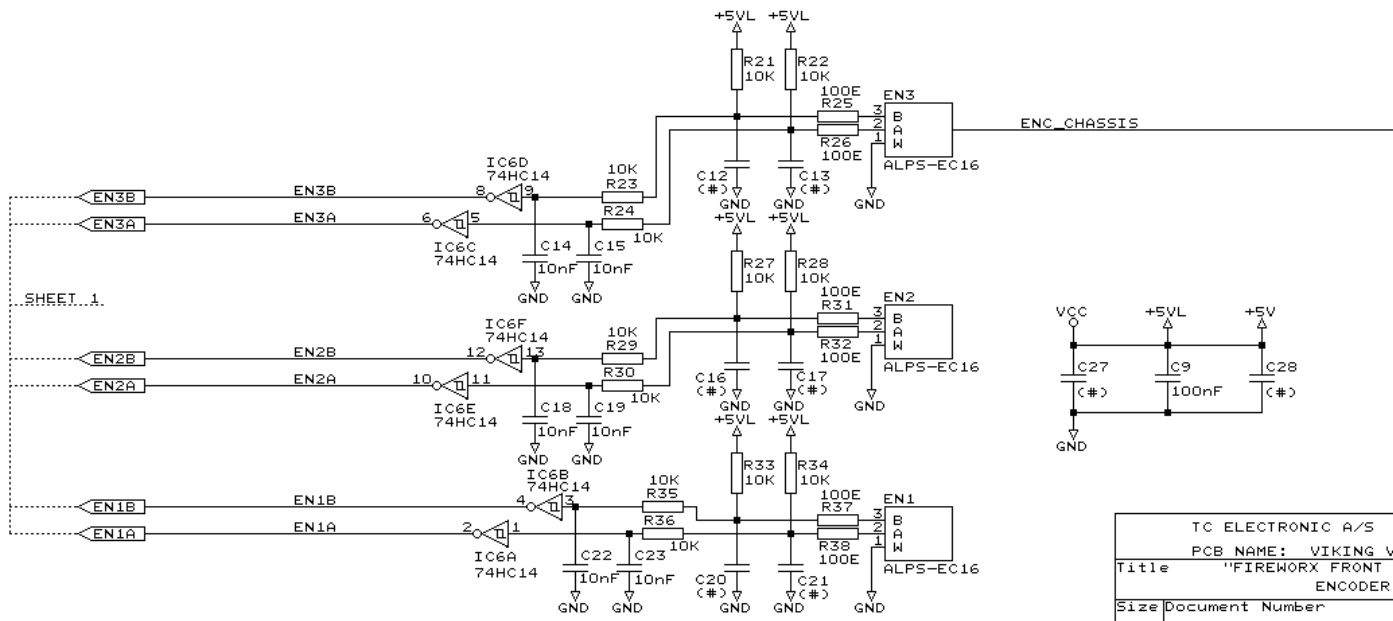 +5VL +5VL
R21 10K
R22 10K
100E R25
EN3
3 B
2 A
1 W
R26 100E
ALPS-EC16
ENC_CHASSIS
GND
C12 (#)
C13 (#)
GND GND
IC6D 74HC14
10K R23
EN3B EN3B 8 9
R24 10K
EN3A EN3A 6 5
IC6C 74HC14
C14 10nF
C15 10nF
GND GND
+5VL +5VL
R27 10K
R28 10K
SHEET 1
100E R31
EN2
3 B
2 A
1 W
R32 100E
ALPS-EC16
GND
C16 (#)
C17 (#)
GND GND
IC6F 74HC14
10K R29
EN2B EN2B 12 13
R30 10K
EN2A EN2A 10 11
IC6E 74HC14
C18 10nF
C19 10nF
GND GND
VCC +5VL +5V
C27 (#)
C9 100nF
C28 (#)
GND
+5VL +5VL
R33 10K
R34 10K
100E R37
EN1
3 B
2 A
1 W
R38 100E
ALPS-EC16
GND
C20 (#)
C21 (#)
GND GND
IC6B 74HC14
10K R35
EN1B EN1B 4 3
R36 10K
EN1A EN1A 2 1
IC6A 74HC14
C22 10nF
C23 10nF
GND GND
TC ELECTRONIC A/S
PCB NAME: VIKING V
Title "FIREWORX FRONT
ENCODER
Size Document Number